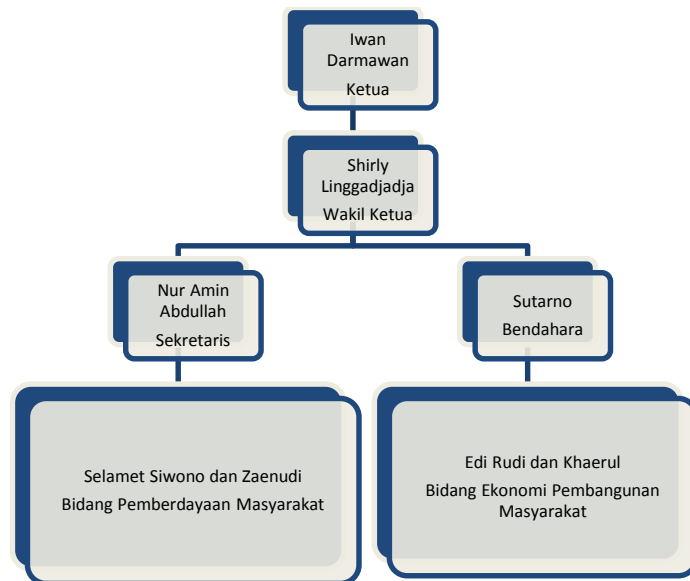 Iwan
Darmawan
Ketua
Shirly
Linggadjadja
Wakil Ketua
Nur Amin
Abdullah
Sekretaris
Sutarno
Bendahara
Selamet Siwono dan Zaenudi
Bidang Pemberdayaan Masyarakat
Edi Rudi dan Khaerul
Bidang Ekonomi Pembangunan
Masyarakat